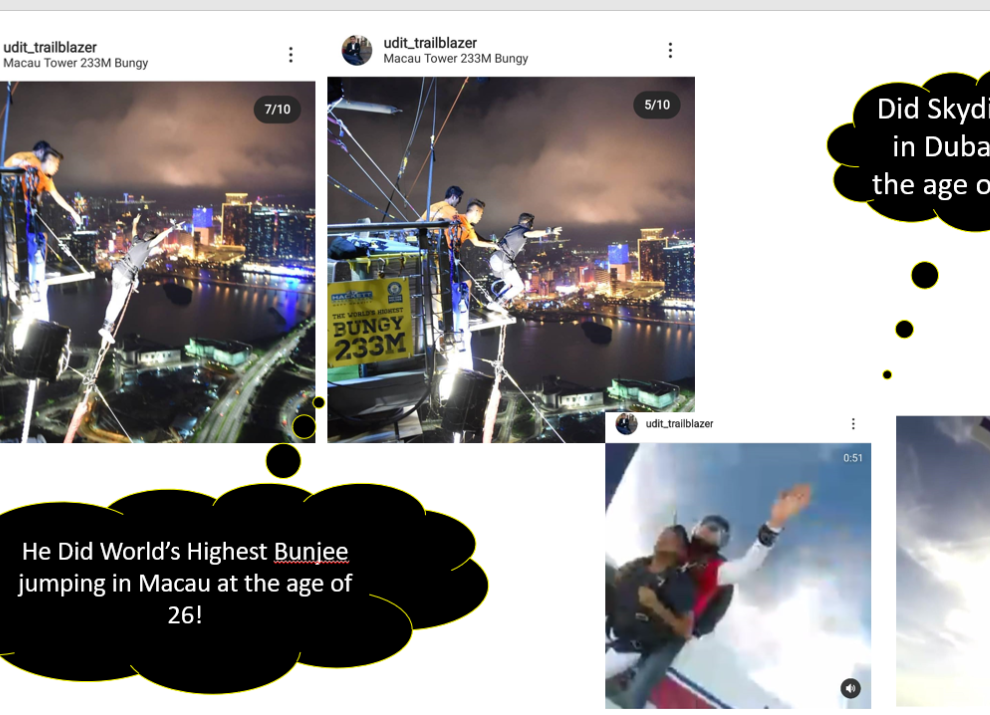 udit_trailblazer
Macau Tower 233M Bungy
7/10
udit_trailblazer
Macau Tower 233M Bungy
5/10
THE WORLD'S HIGHEST
BUNGY
233M
Did Skydi
in Duba
the age o
udit_trailblazer
0:51
He Did World's Highest Bunjee
jumping in Macau at the age of
26!